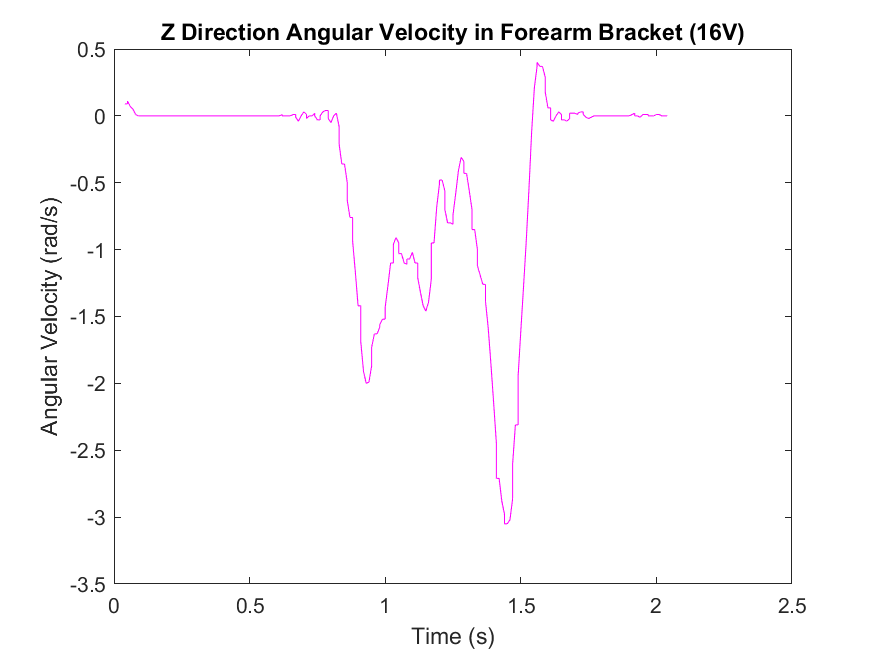 Z Direction Angular Velocity in Forearm Bracket (16V)
0.5
0
-0.5
-1
-1.5
-2
-2.5
-3
-3.5
Angular Velocity (rad/s)
0 0.5 1 1.5 2 2.5
Time (s)